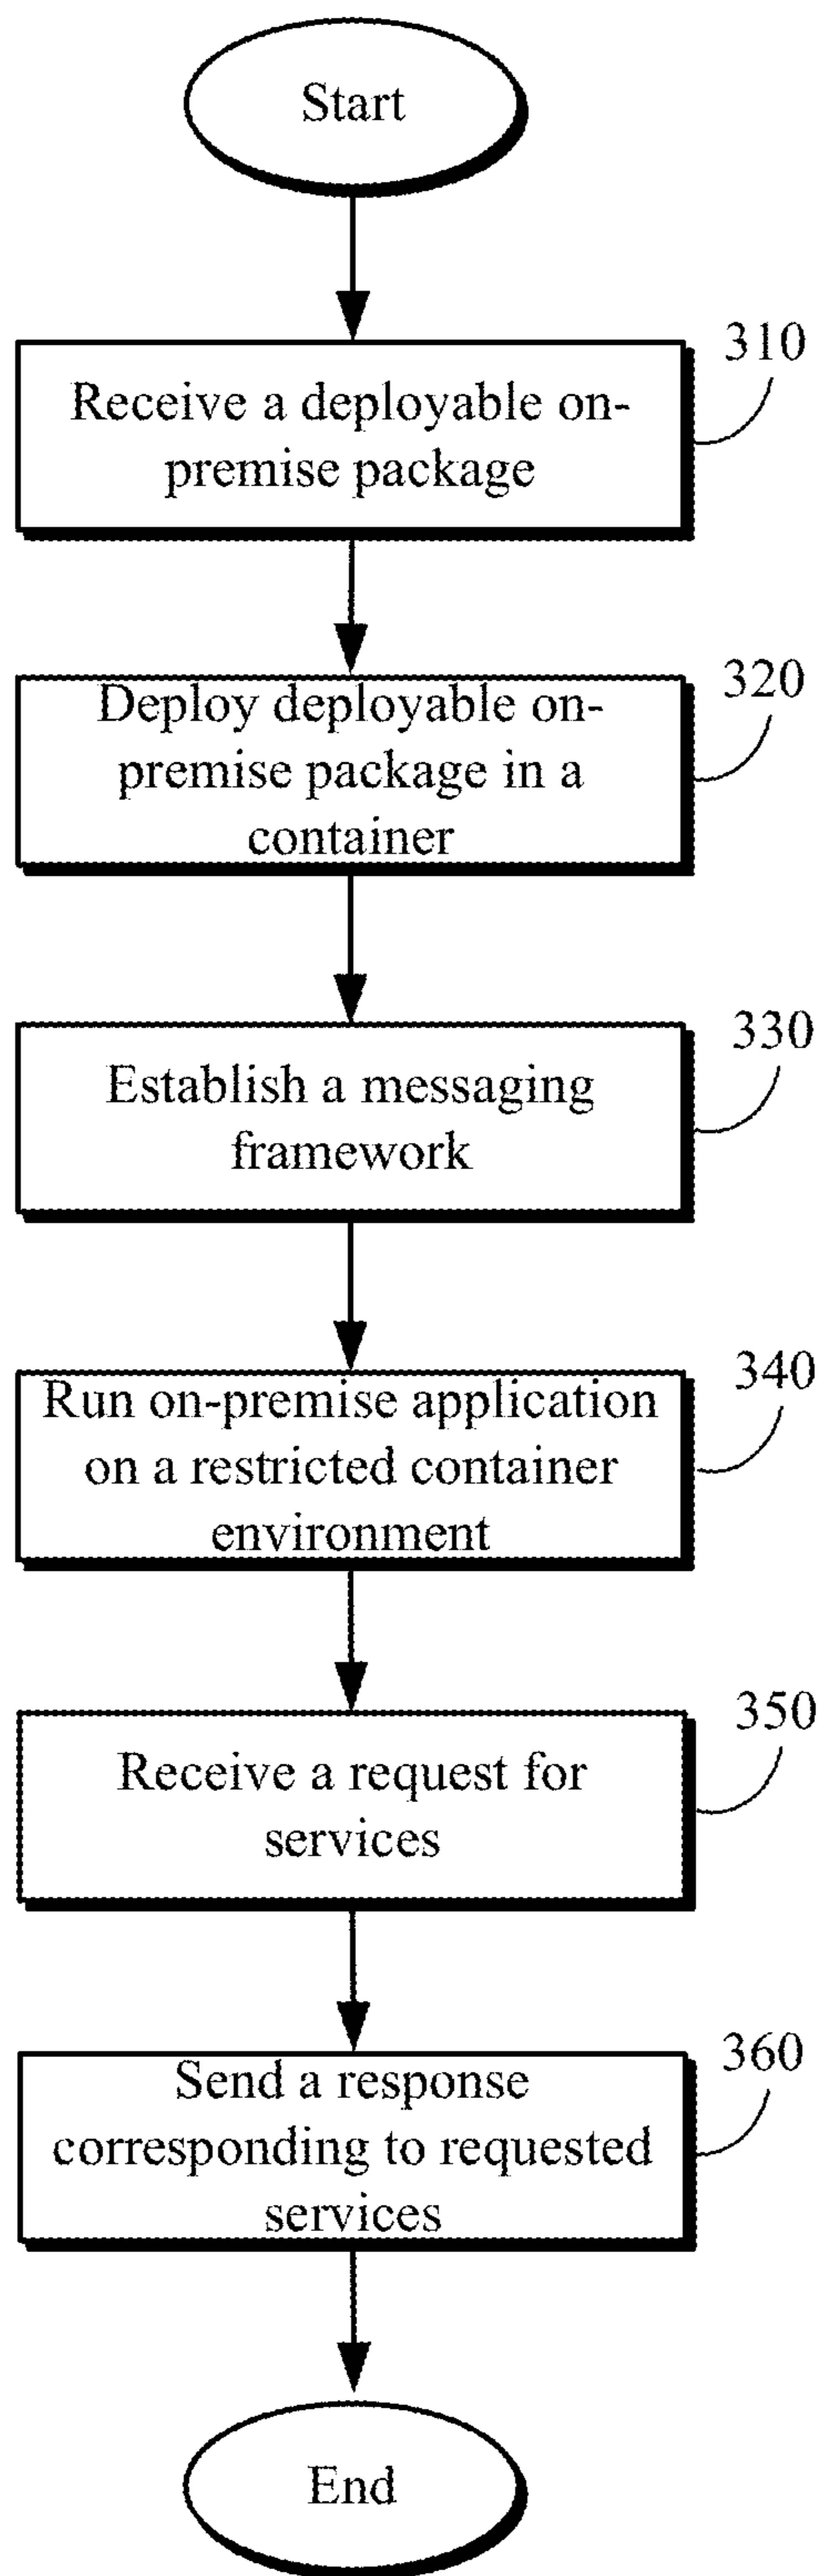 Start
310
Receive a deployable on-
premise package
320
Deploy deployable on-
premise package in a
container
330
Establish a messaging
framework
340
Run on-premise application
on a restricted container
environment
350
Receive a request for
services
360
Send a response
corresponding to requested
services
End